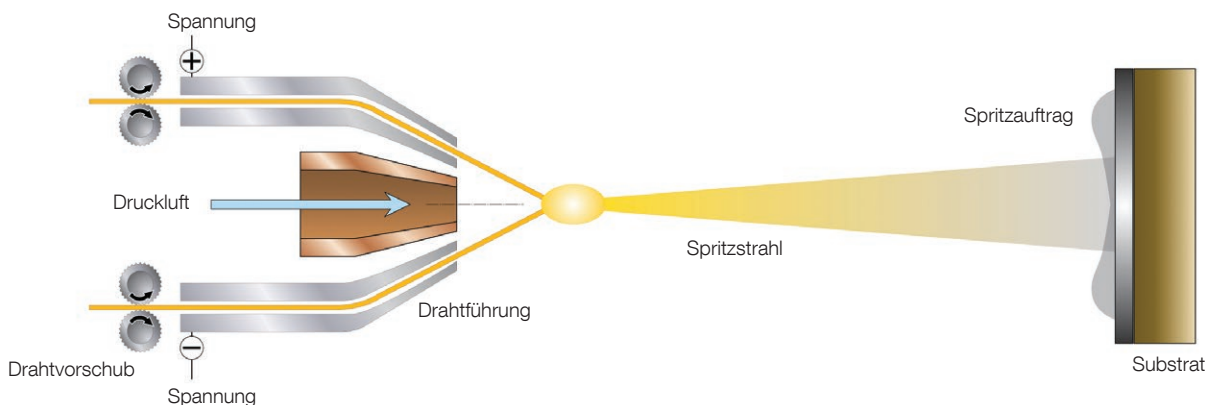 Spannung
+
Spritzauftrag
Druckluft
Spritzstrahl
Drahtführung
−
Drahtvorschub
Substrat
Spannung